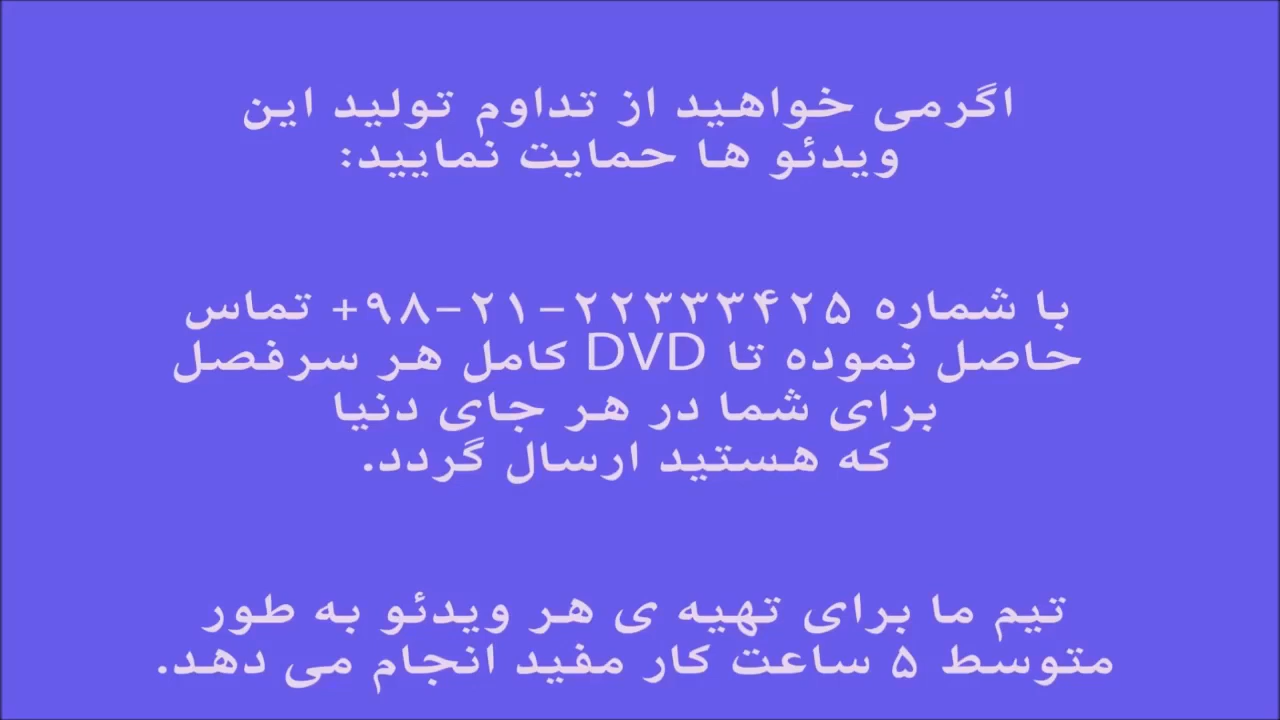 اگرمی خواهید از تداوم تولید این
ویدئو ها حمایت نمایید:
با شماره ۲۲۳۳۳۴۲۵-۲۱-۹۸+ تماس
حاصل نموده تا DVD کامل هر سرفصل
برای شما در هر جای دنیا
که هستید ارسال گردد.
تیم ما برای تهیه ی هر ویدئو به طور
متوسط ۵ ساعت کار مفید انجام می دهد.